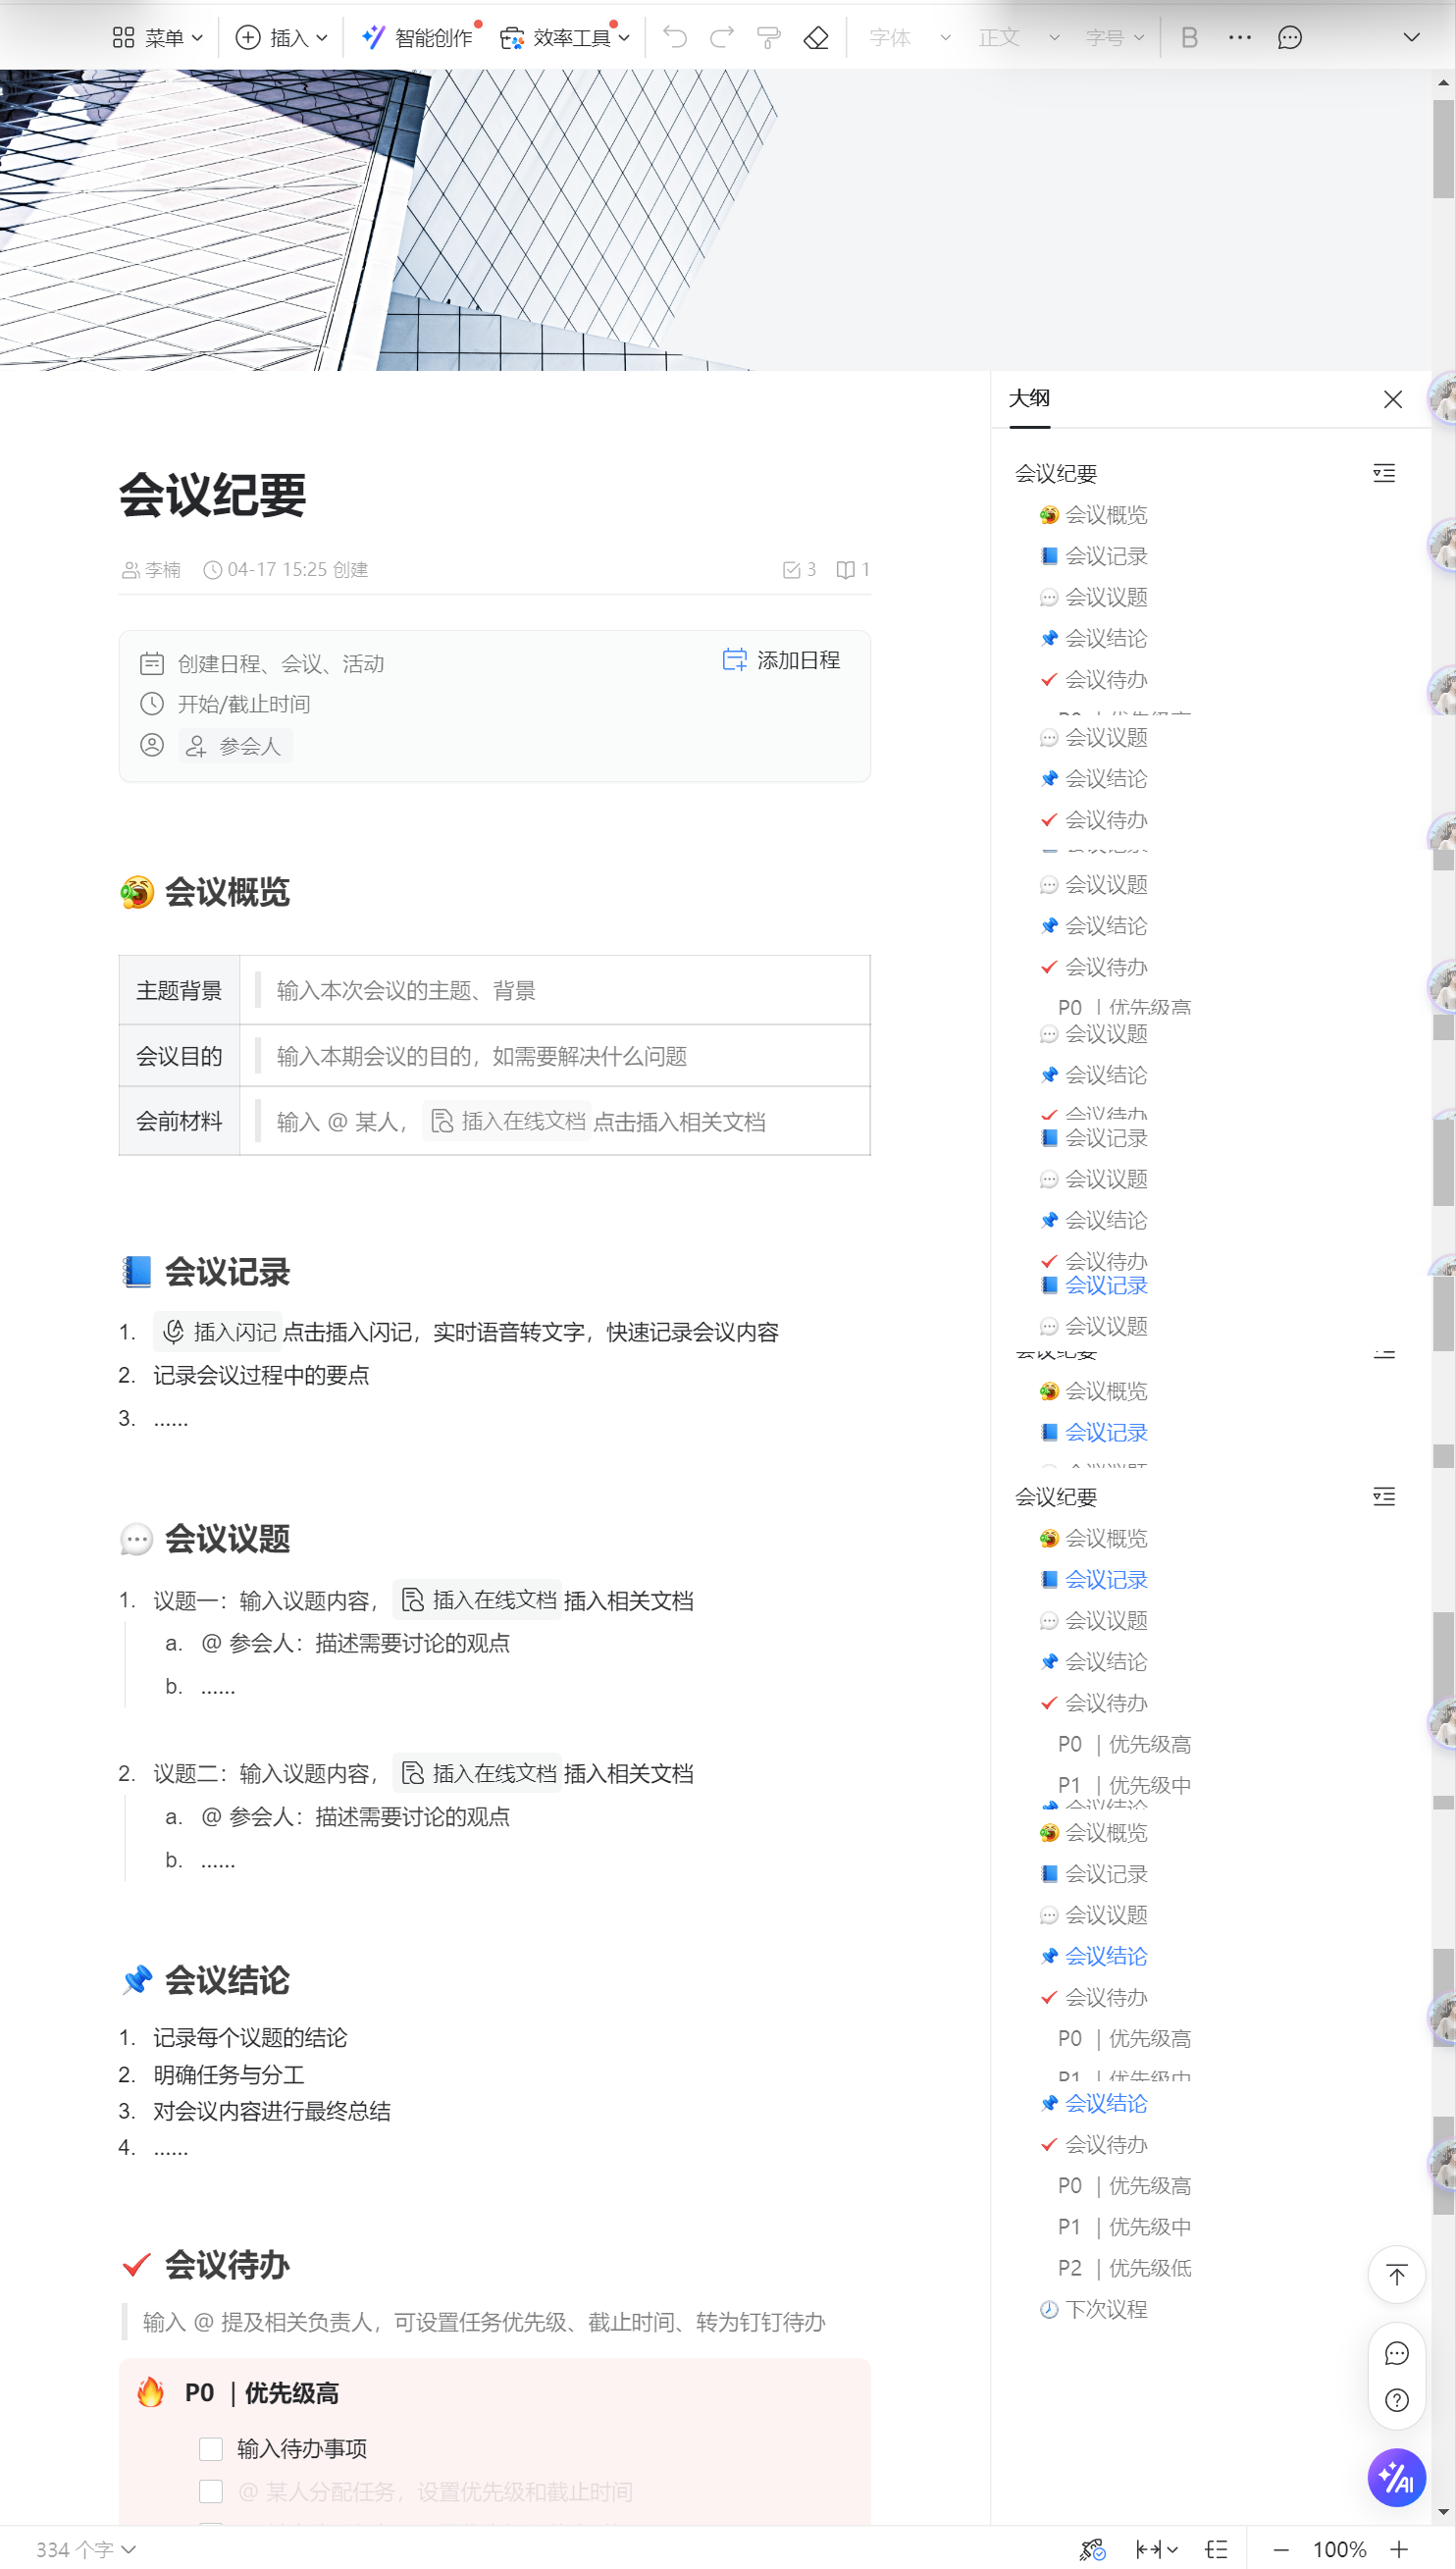 菜单 插入 智能创作 效率工具 字体 正文 字号 B
会议纪要
李楠 04-17 15:25 创建 3 1
创建日程、会议、活动 添加日程
开始/截止时间
参会人
会议概览
主题背景 输入本次会议的主题、背景
会议目的 输入本期会议的目的，如需要解决什么问题
会前材料 输入 @ 某人， 插入在线文档 点击插入相关文档
会议记录
1. 插入闪记 点击插入闪记，实时语音转文字，快速记录会议内容
2. 记录会议过程中的要点
3. ......
会议议题
1. 议题一：输入议题内容， 插入在线文档 插入相关文档
a. @ 参会人：描述需要讨论的观点
b. ......
2. 议题二：输入议题内容， 插入在线文档 插入相关文档
a. @ 参会人：描述需要讨论的观点
b. ......
会议结论
1. 记录每个议题的结论
2. 明确任务与分工
3. 对会议内容进行最终总结
4. ......
会议待办
输入 @ 提及相关负责人，可设置任务优先级、截止时间、转为钉钉待办
P0 ｜优先级高
输入待办事项
@ 某人分配任务，设置优先级和截止时间
大纲
会议纪要
会议概览
会议记录
会议议题
会议结论
会议待办
会议议题
会议结论
会议待办
会议议题
会议结论
会议待办
P0 ｜优先级高
会议议题
会议结论
会议待办
会议记录
会议议题
会议结论
会议待办
会议记录
会议议题
会议纪要
会议概览
会议记录
会议纪要
会议概览
会议记录
会议议题
会议结论
会议待办
P0 ｜优先级高
P1 ｜优先级中
会议结论
会议概览
会议记录
会议议题
会议结论
会议待办
P0 ｜优先级高
P1 ｜优先级中
会议结论
会议待办
P0 ｜优先级高
P1 ｜优先级中
P2 ｜优先级低
下次议程
AI
334 个字 100%